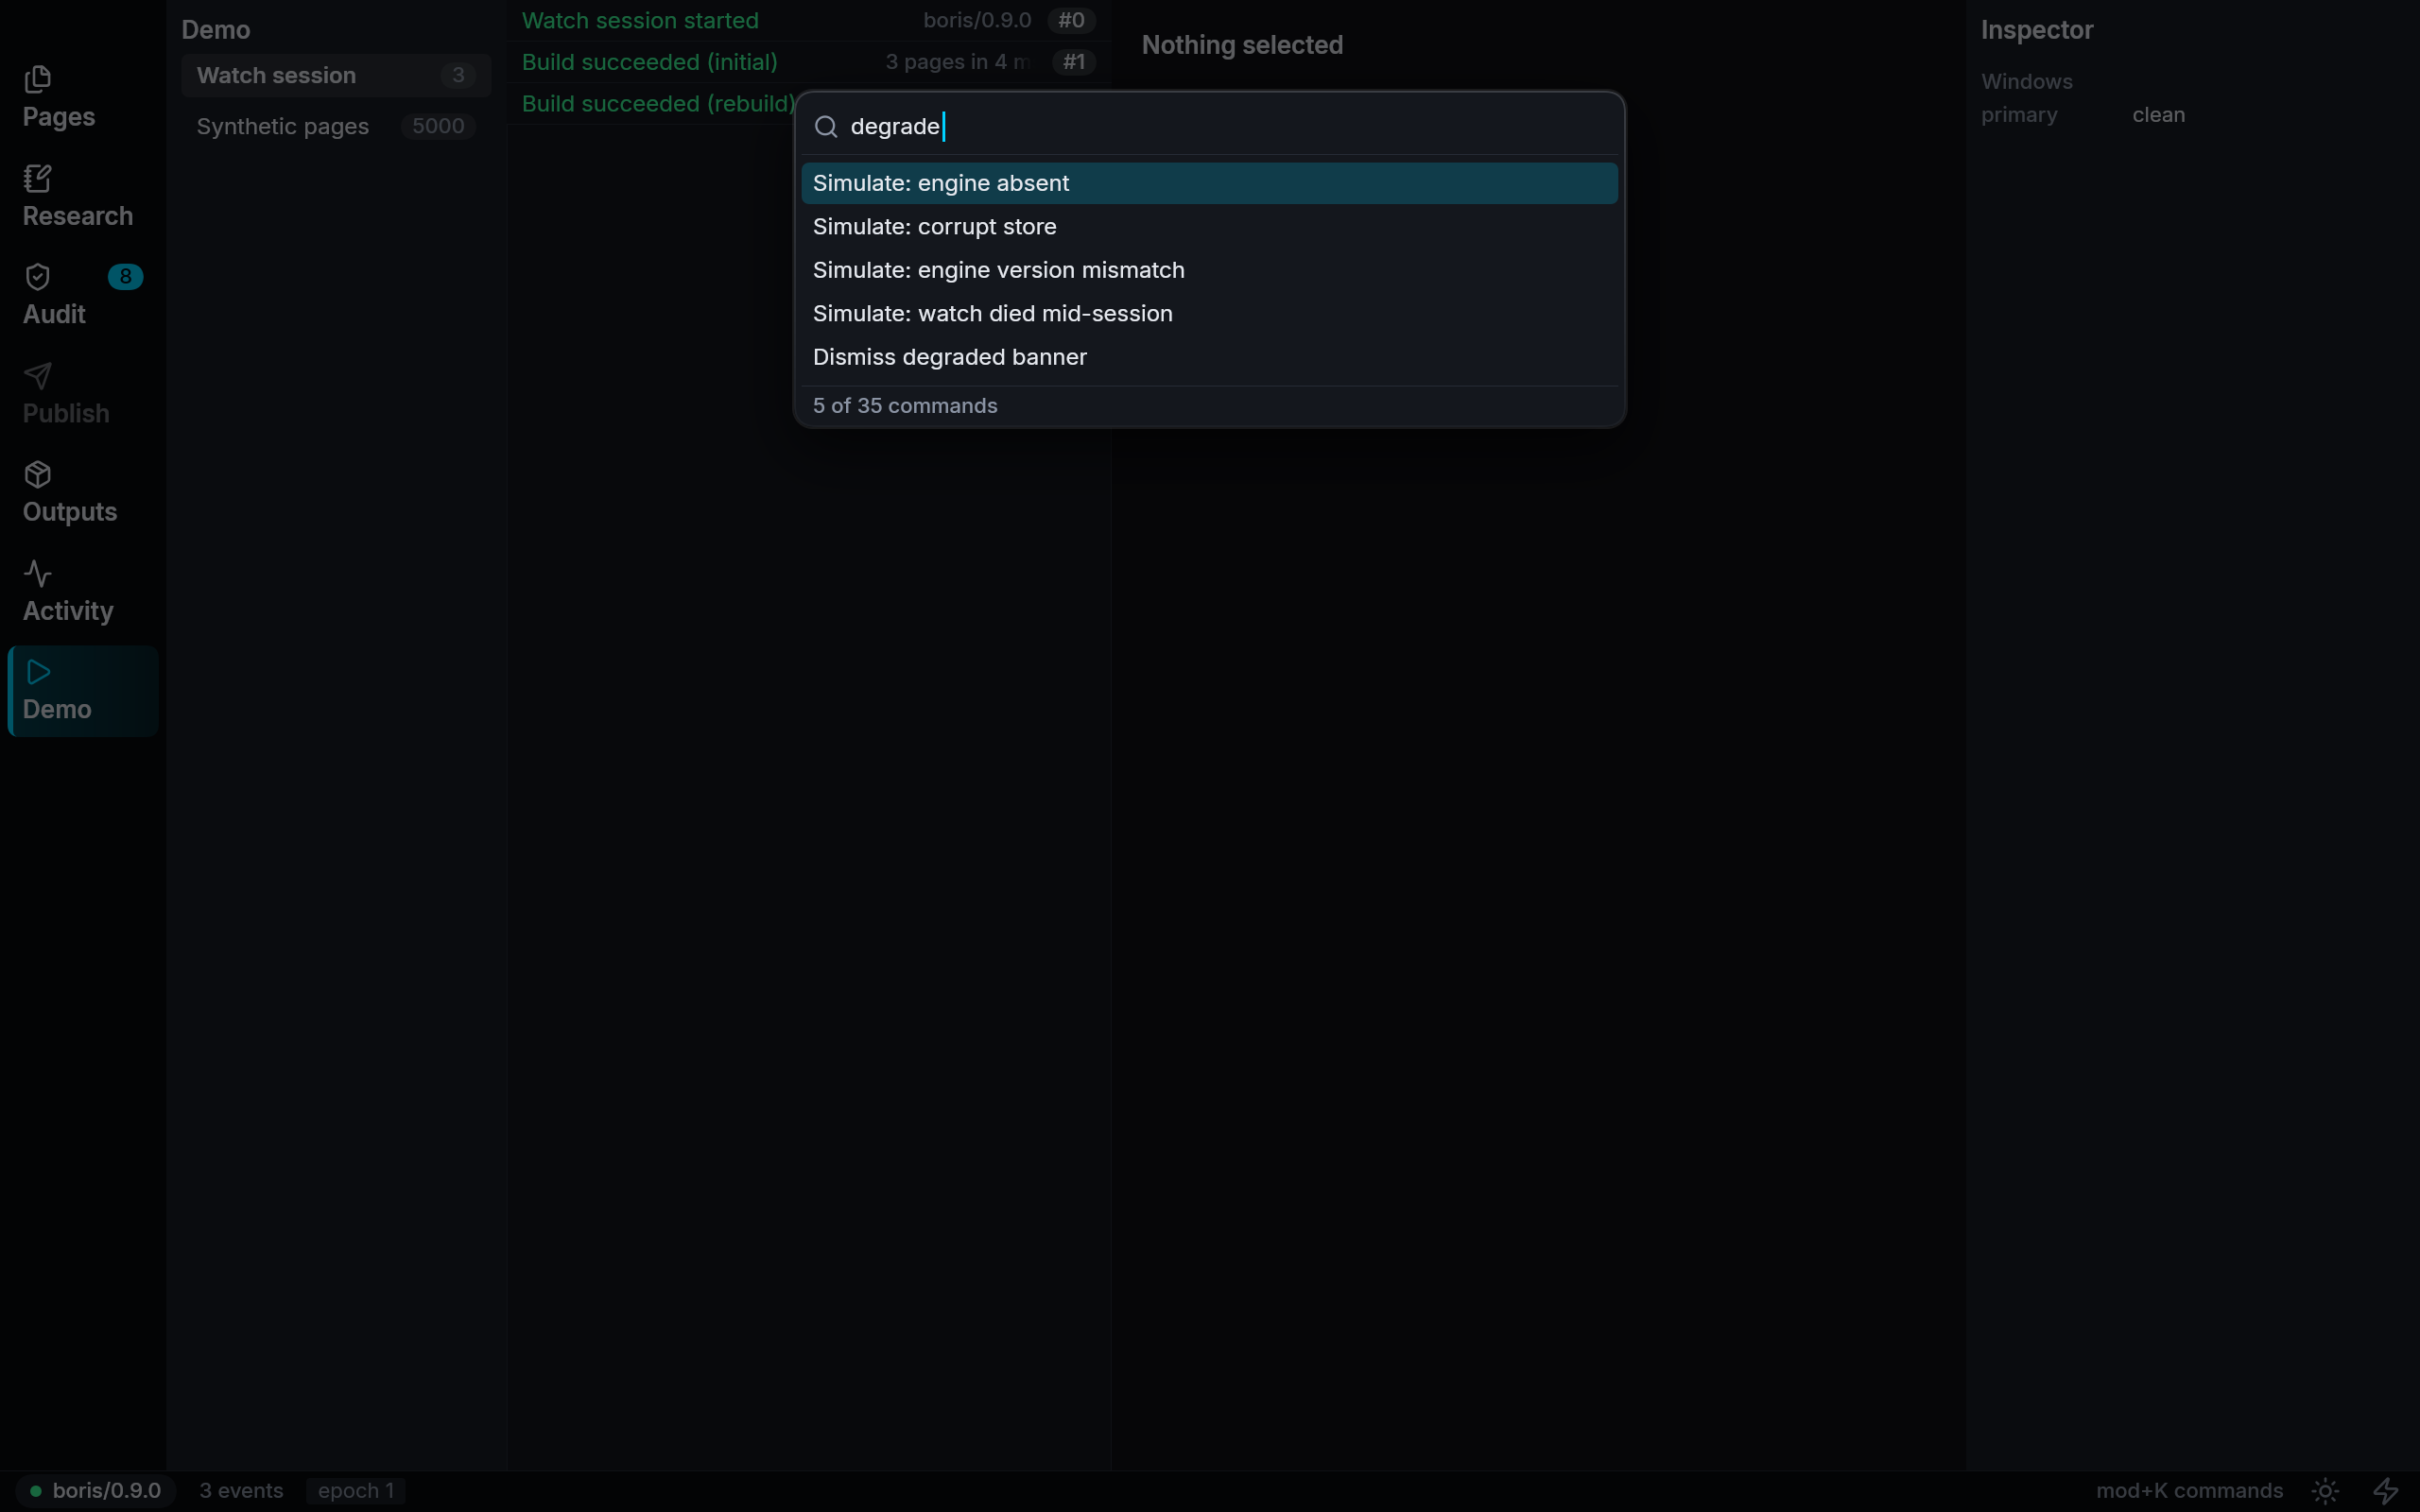 Pages
Research
8
Audit
Publish
Outputs
Activity
Demo
Demo
Watch session 3
Synthetic pages 5000
Watch session started boris/0.9.0 #0
Build succeeded (initial) 3 pages in 4 m #1
Build succeeded (rebuild)
Nothing selected
Inspector
Windows
primary clean
degrade
Simulate: engine absent
Simulate: corrupt store
Simulate: engine version mismatch
Simulate: watch died mid-session
Dismiss degraded banner
5 of 35 commands
boris/0.9.0 3 events epoch 1
mod+K commands